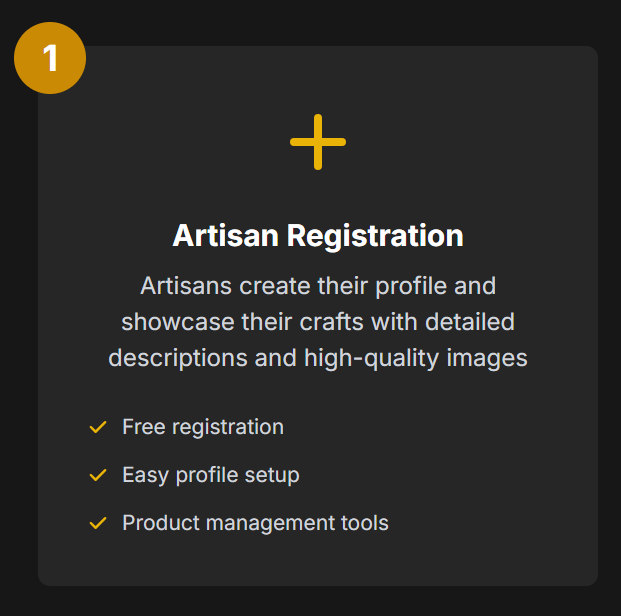 1
Artisan Registration
Artisans create their profile and
showcase their crafts with detailed
descriptions and high-quality images
Free registration
Easy profile setup
Product management tools